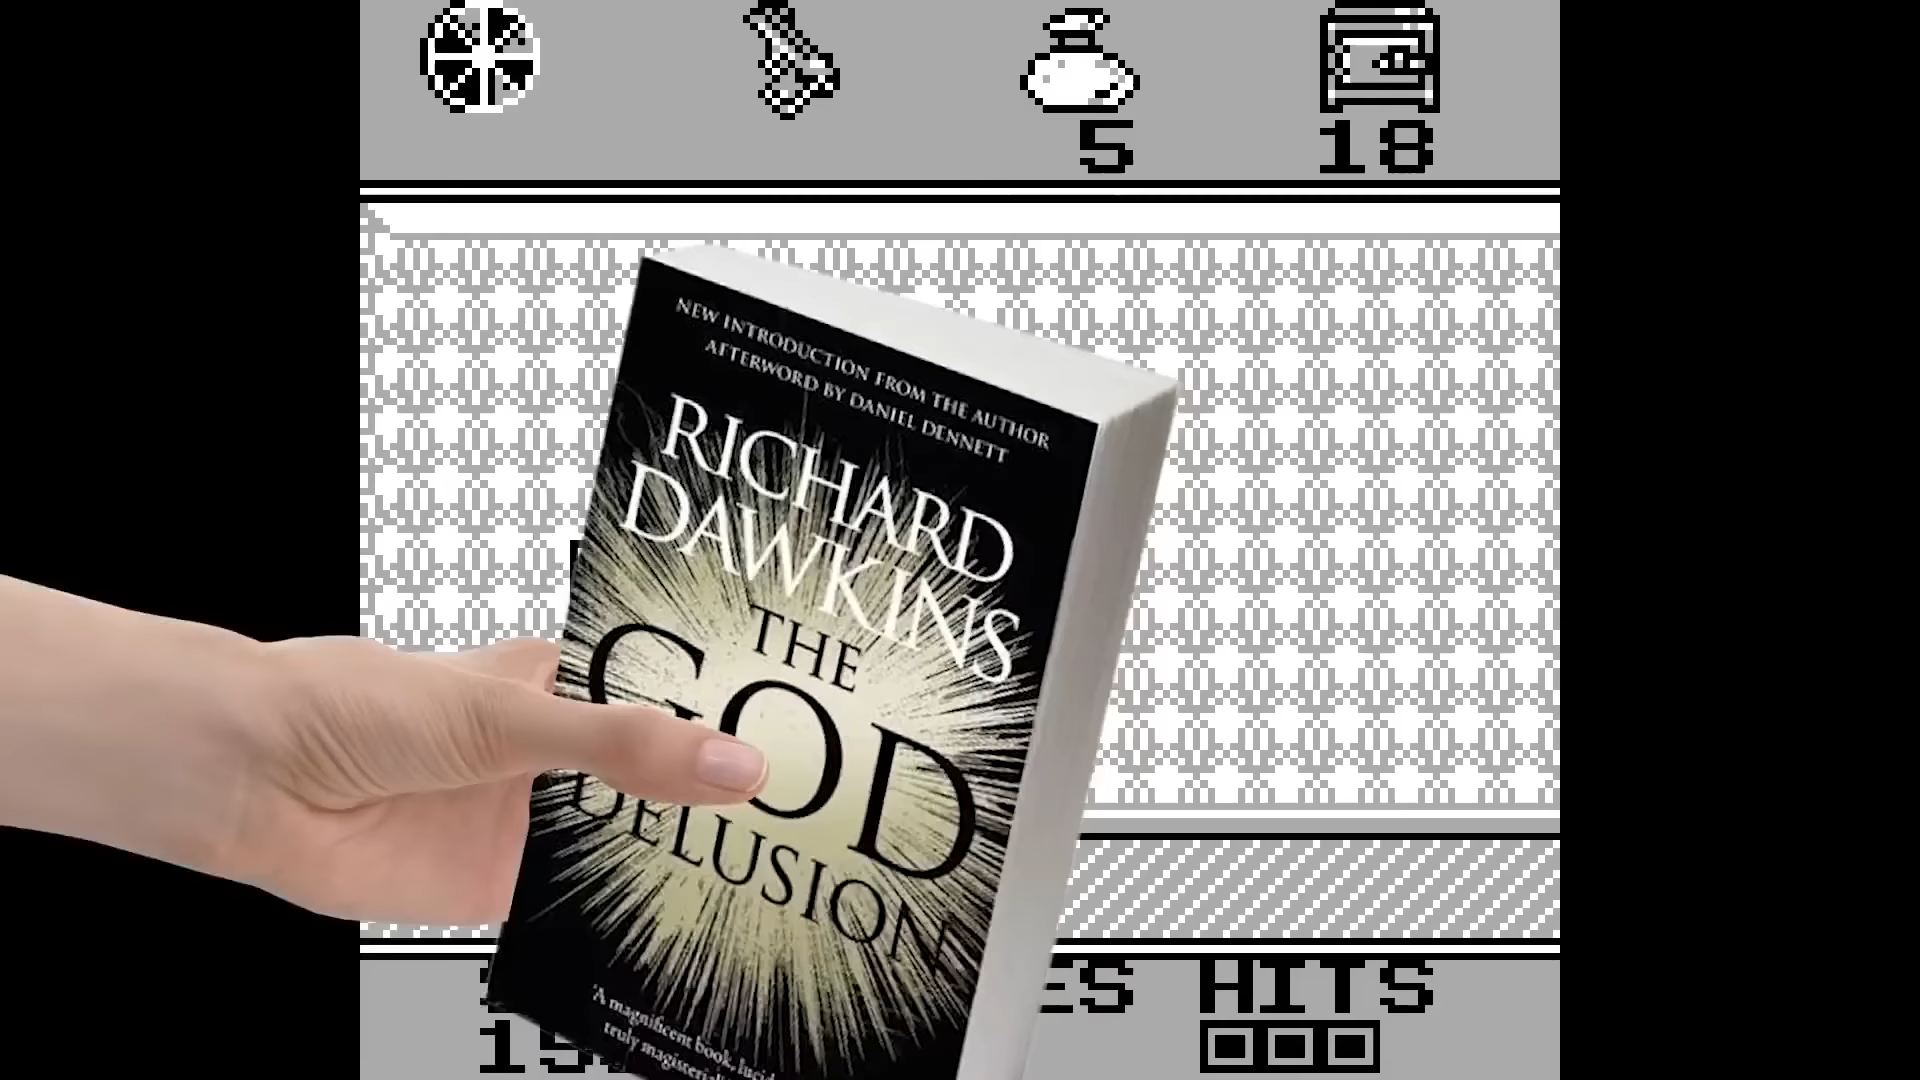 5 18
NEW INTRODUCTION FROM THE AUTHOR
AFTERWORD BY DANIEL DENNETT
RICHARD
DAWKINS
THE
GOD
DELUSION
'A magnificent book, lucid
truly
HITS